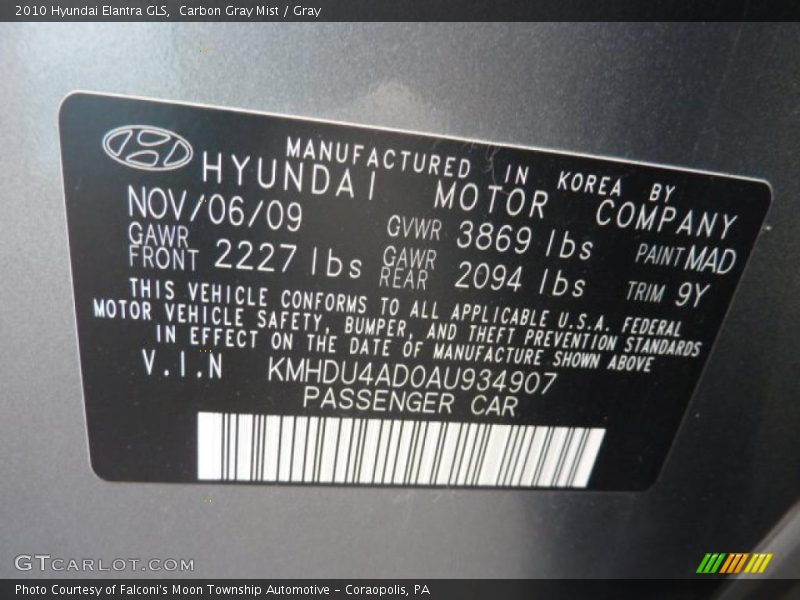 2010 Hyundai Elantra GLS, Carbon Gray Mist / Gray
MANUFACTURED IN KOREA BY
HYUNDAI MOTOR COMPANY
NOV/06/09 GVWR 3869 lbs PAINT MAD
GAWR FRONT 2227 lbs GAWR REAR 2094 lbs TRIM 9Y
THIS VEHICLE CONFORMS TO ALL APPLICABLE U.S.A. FEDERAL
MOTOR VEHICLE SAFETY, BUMPER, AND THEFT PREVENTION STANDARDS
IN EFFECT ON THE DATE OF MANUFACTURE SHOWN ABOVE
V.I.N KMHDU4AD0AU934907
PASSENGER CAR
GTCARLOT.COM
Photo Courtesy of Falconi's Moon Township Automotive – Coraopolis, PA